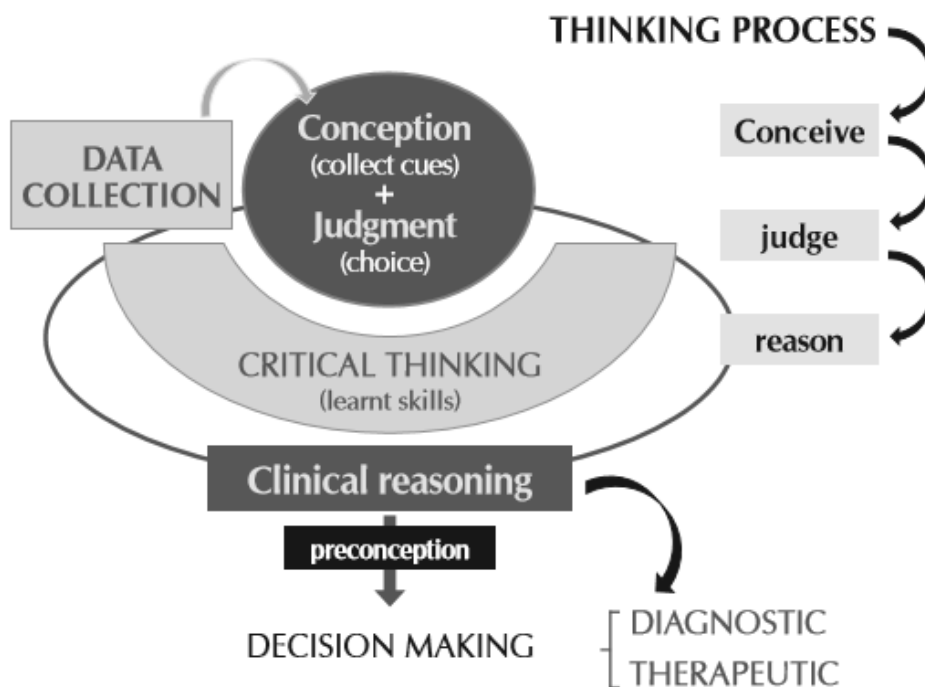 THINKING PROCESS
Conceive
judge
reason
DATA
COLLECTION
Conception
(collect cues)
+
Judgment
(choice)
CRITICAL THINKING
(learnt skills)
Clinical reasoning
preconception
DECISION MAKING
DIAGNOSTIC
THERAPEUTIC